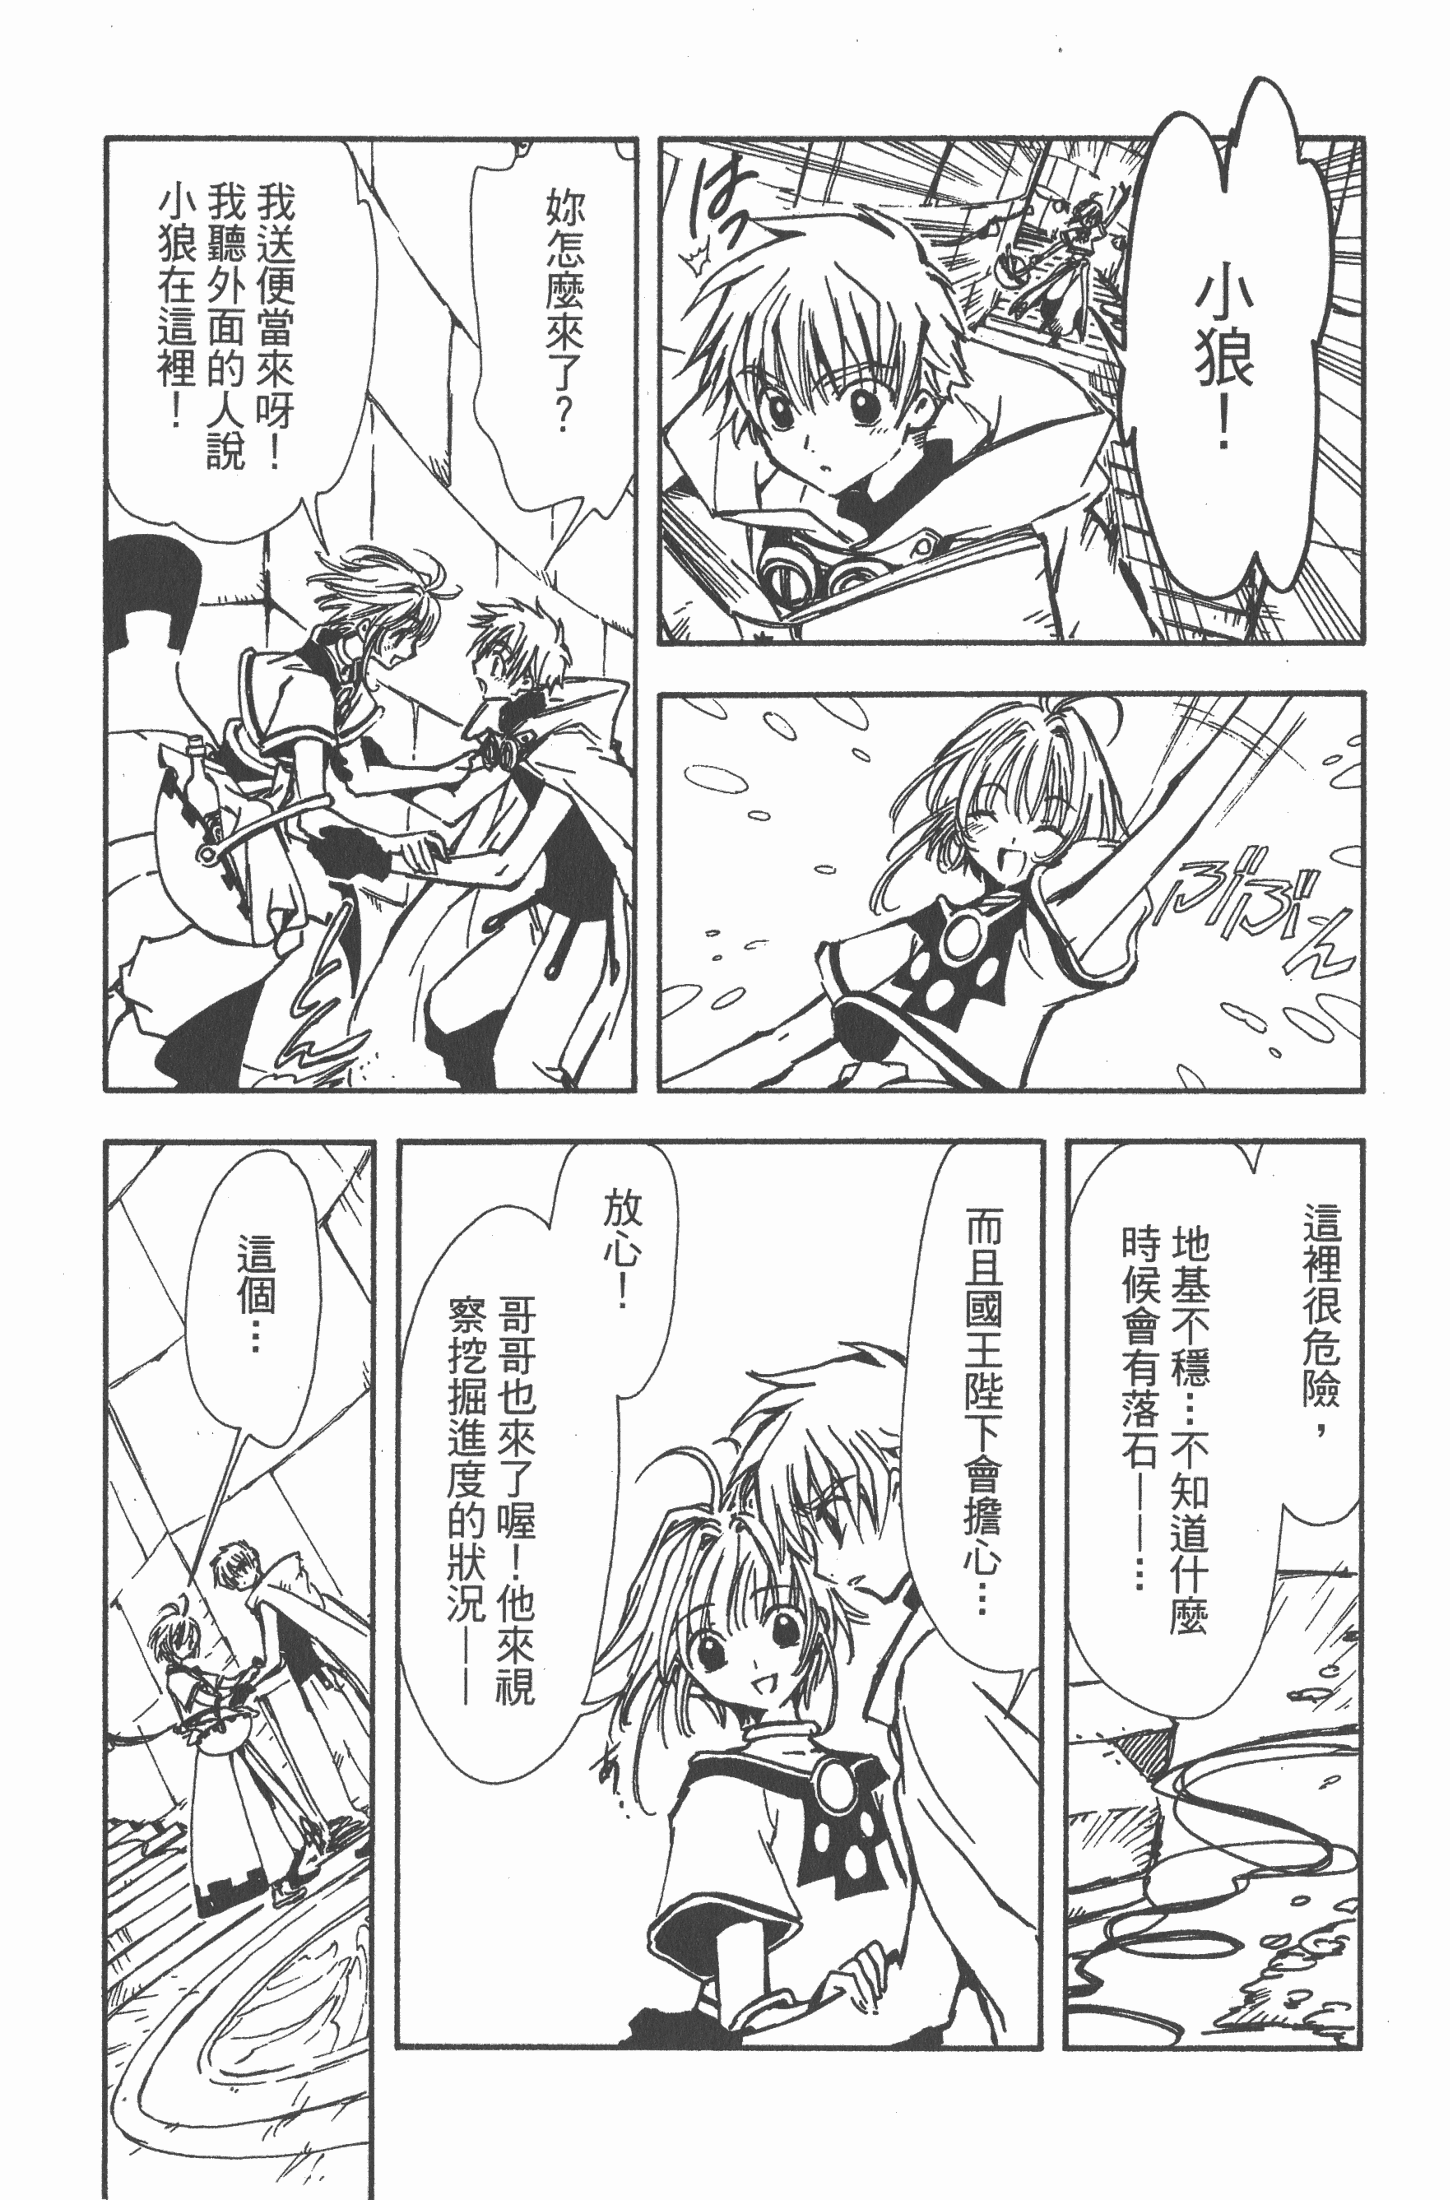 はっ
小狼！
ぶんぶん
妳怎麼來了？
我送便當來呀！
我聽外面的人說
小狼在這裡！
這裡很危險，
地基不穩…不知道什麼
時候會有落石——…
而且國王陛下會擔心…
放心！
哥哥也來了喔！他來視
察挖掘進度的狀況——
あ…
這個…